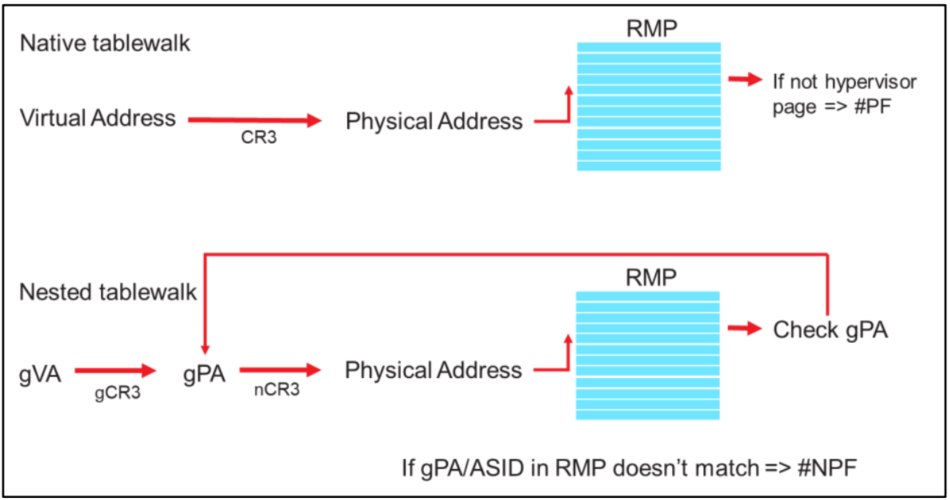 Native tablewalk
RMP
Virtual Address
CR3
Physical Address
If not hypervisor
page => #PF
Nested tablewalk
RMP
gVA
gCR3
gPA
nCR3
Physical Address
Check gPA
If gPA/ASID in RMP doesn’t match => #NPF